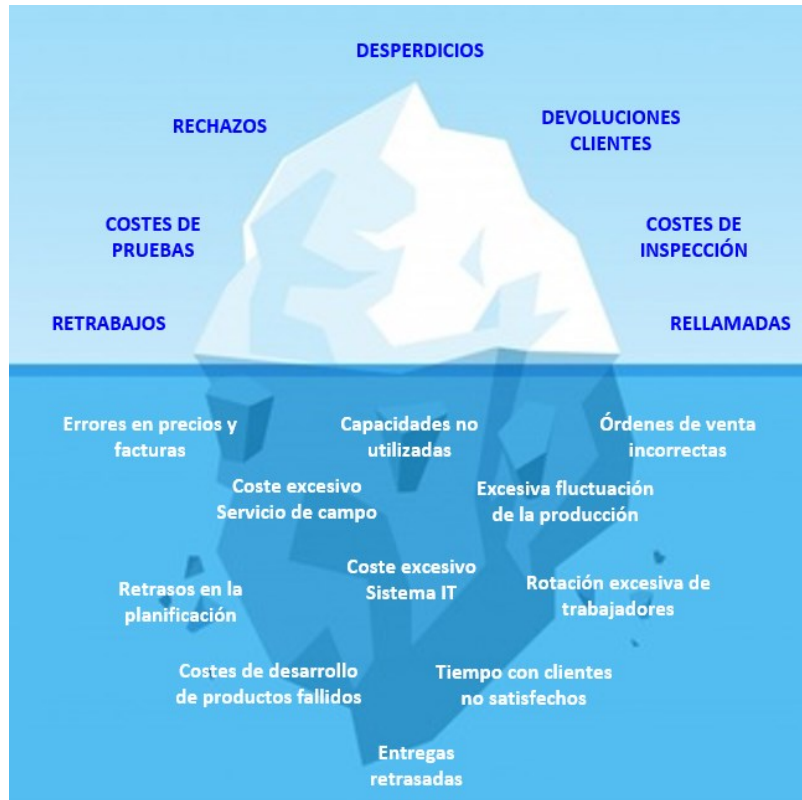 DESPERDICIOS
RECHAZOS
DEVOLUCIONES
CLIENTES
COSTES DE
PRUEBAS
COSTES DE
INSPECCIÓN
RETRABAJOS
RELLAMADAS
Errores en precios y
facturas
Capacidades no
utilizadas
Órdenes de venta
incorrectas
Coste excesivo
Servicio de campo
Excesiva fluctuación
de la producción
Retrasos en la
planificación
Coste excesivo
Sistema IT
Rotación excesiva de
trabajadores
Costes de desarrollo
de productos fallidos
Tiempo con clientes
no satisfechos
Entregas
retrasadas